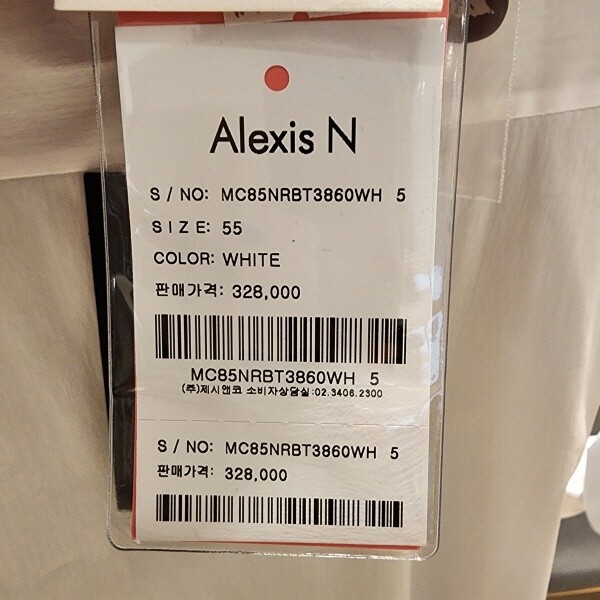 Alexis N
S / NO: MC85NRBT3860WH 5
SIZE: 55
COLOR: WHITE
판매가격: 328,000
MC85NRBT3860WH 5
(주)제시앤코 소비자상담실:02.3406.2300
S / NO: MC85NRBT3860WH 5
판매가격: 328,000